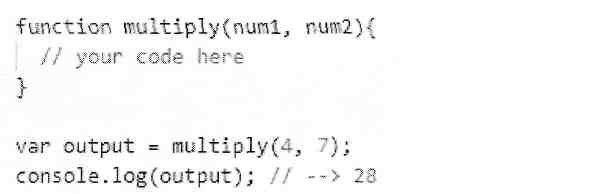 function multiply(num1, num2){
// your code here
}
var output = multiply(4, 7);
console.log(output); // --> 28